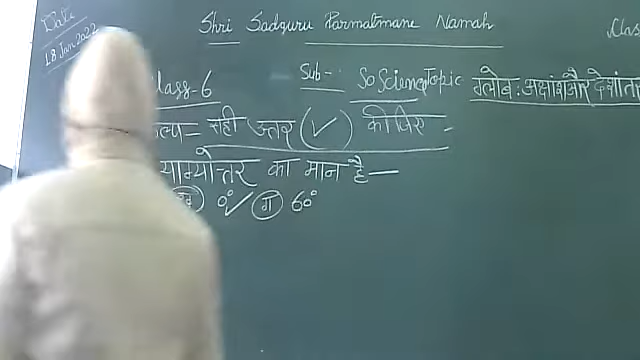 Date
18 Jan 2022
Shri Sadguru Parmatmane Namah
Class-6 Sub- So Science Topic ग्लोब: अक्षांश और देशांतर
सही उत्तर (✓) कीजिए -
याम्योत्तर का मान है—
0° ✓ (ग) 60°